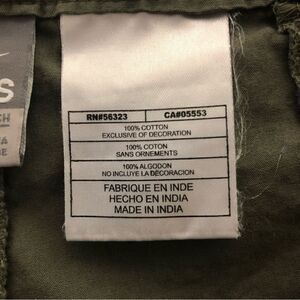 S
RN#56323 CA#05553
100% COTTON
EXCLUSIVE OF DECORATION
100% COTON
SANS ORNEMENTS
100% ALGODON
NO INCLUYE LA DECORACION
FABRIQUE EN INDE
HECHO EN INDIA
MADE IN INDIA